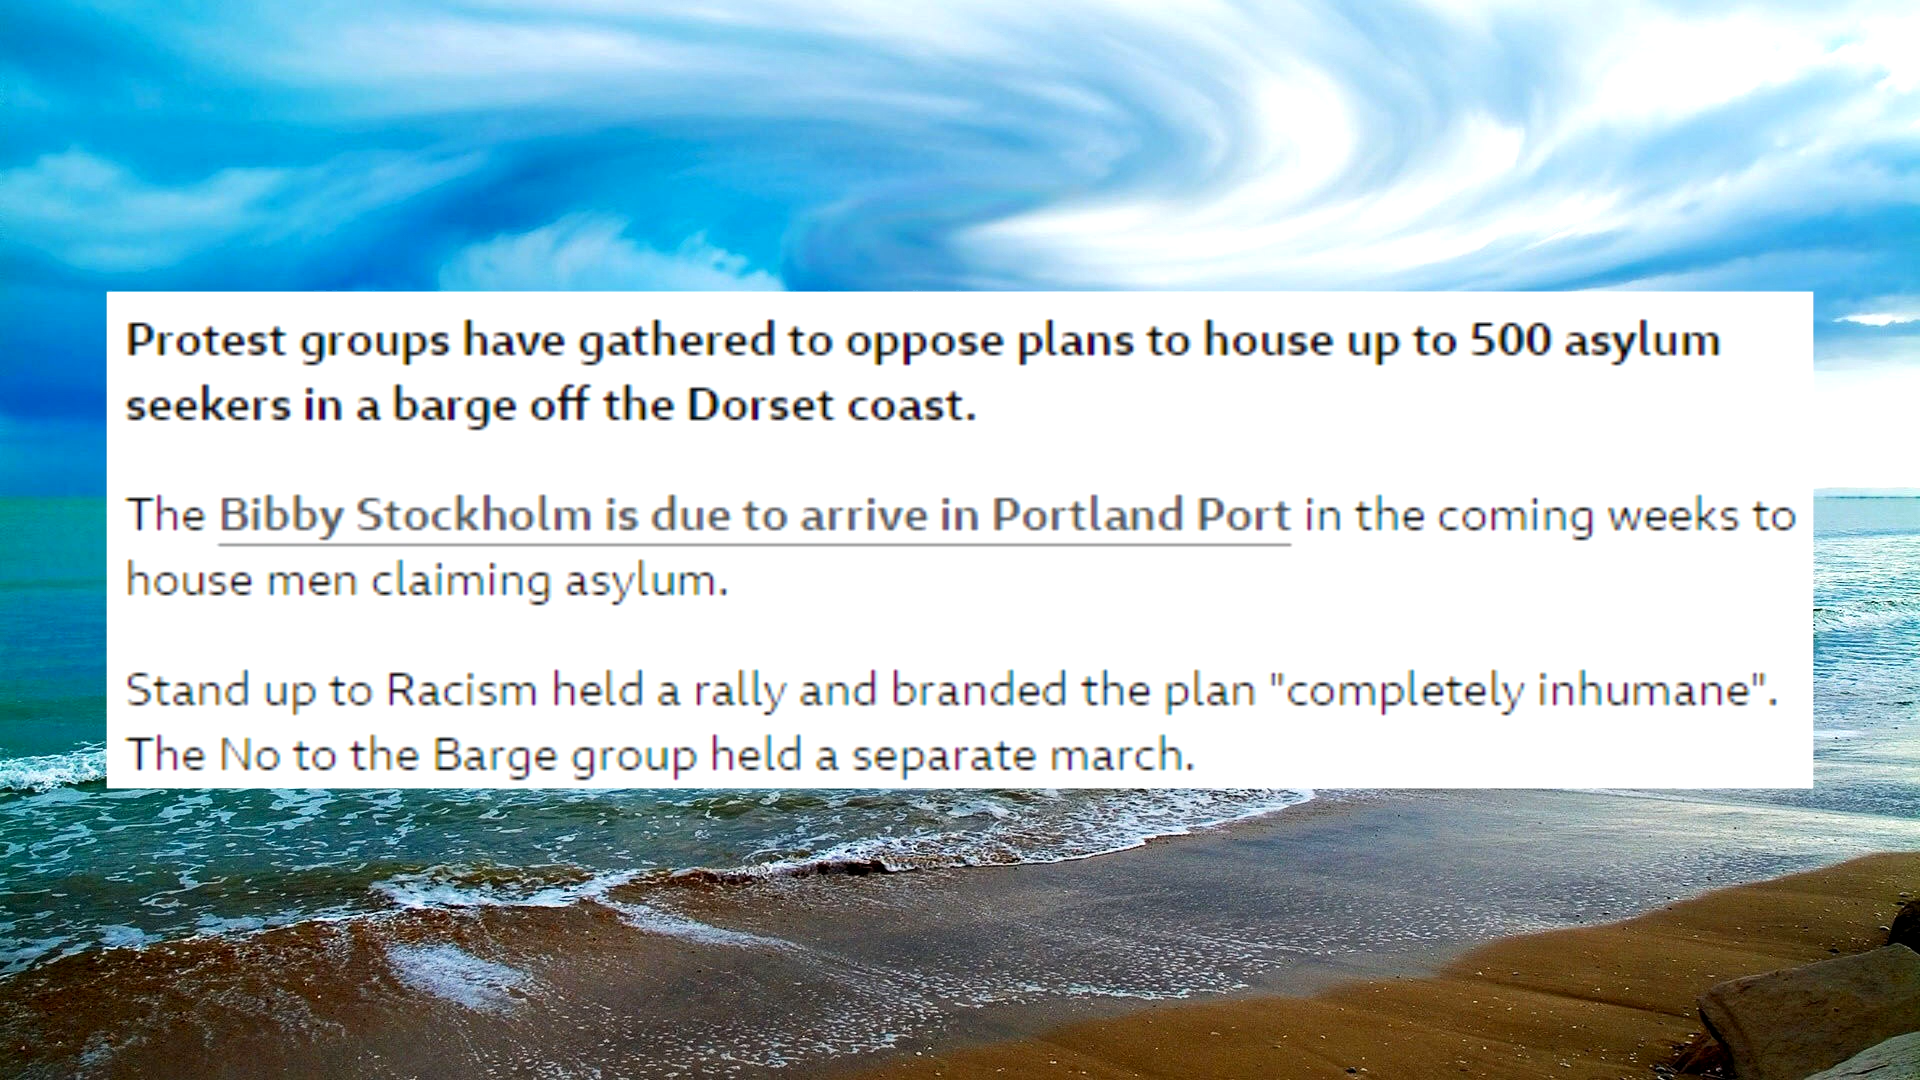 Protest groups have gathered to oppose plans to house up to 500 asylum
seekers in a barge off the Dorset coast.
The Bibby Stockholm is due to arrive in Portland Port in the coming weeks to
house men claiming asylum.
Stand up to Racism held a rally and branded the plan "completely inhumane".
The No to the Barge group held a separate march.